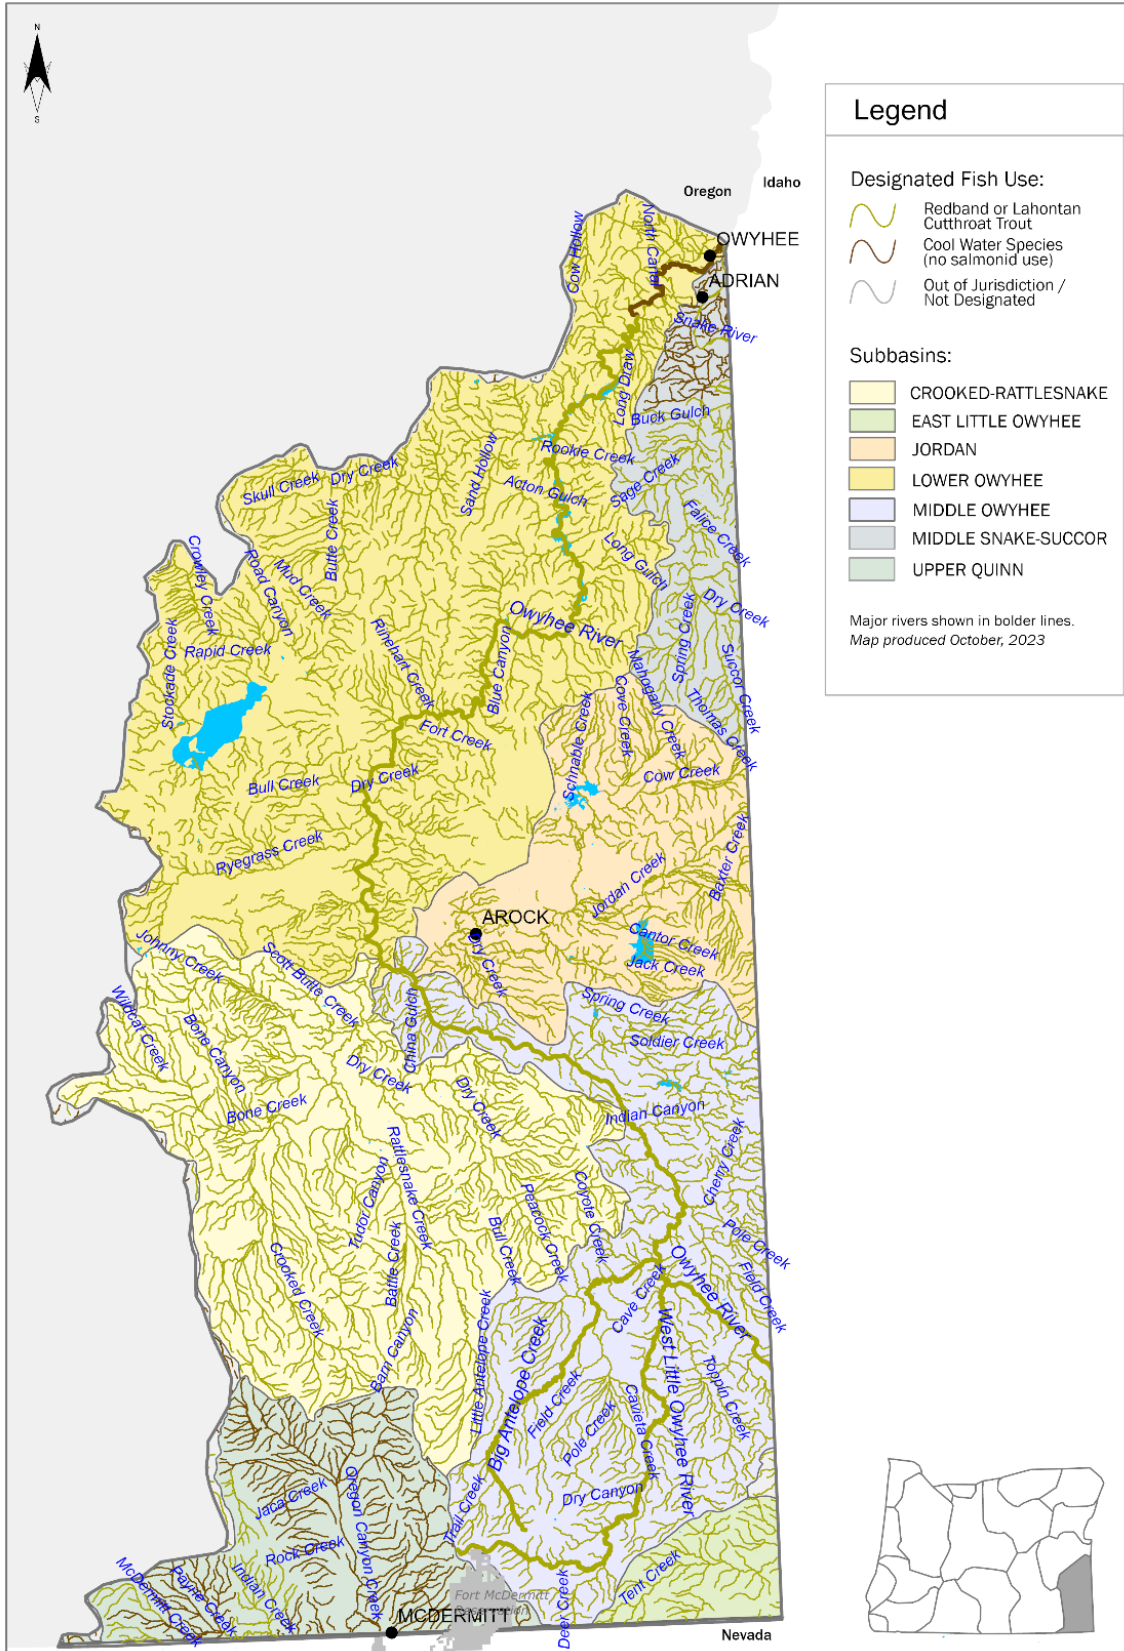 N
S
Oregon
Idaho
Legend
Designated Fish Use:
Redband or Lahontan
Cutthroat Trout
Cool Water Species
(no salmonid use)
Out of Jurisdiction /
Not Designated
Subbasins:
CROOKED-RATTLESNAKE
EAST LITTLE OWYHEE
JORDAN
LOWER OWYHEE
MIDDLE OWYHEE
MIDDLE SNAKE-SUCCOR
UPPER QUINN
Major rivers shown in bolder lines.
Map produced October, 2023
Cow Hollow
North Canal
OWYHEE
ADRIAN
Snake River
Long Draw
Buck Gulch
Rookie Creek
Sage Creek
Acton Gulch
Sand Hollow
Dry Creek
Skull Creek
Butte Creek
Falice Creek
Long Gulch
Crowley Creek
Road Canyon
Mud Creek
Dry Creek
Owyhee River
Spring Creek
Rapid Creek
Stockade Creek
Rinehart Creek
Blue Canyon
Mahogany Creek
Succor Creek
Cove Creek
Thomas Creek
Schnable Creek
Fort Creek
Cow Creek
Bull Creek
Dry Creek
Ryegrass Creek
Baxter Creek
Jordan Creek
AROCK
Cantor Creek
Jack Creek
Dry Creek
Johnny Creek
Scott Butte Creek
Wildcat Creek
Bone Canyon
China Gulch
Spring Creek
Soldier Creek
Dry Creek
Dry Creek
Bone Creek
Indian Canyon
Cherry Creek
Rattlesnake Creek
Tudor Canyon
Peacock Creek
Coyote Creek
Bull Creek
Battle Creek
Crooked Creek
Pole Creek
Owyhee River
Field Creek
Cave Creek
Barn Canyon
Little Antelope Creek
Big Antelope Creek
West Little Owyhee River
Field Creek
Toppin Creek
Pole Creek
Cavieta Creek
Dry Canyon
Trail Creek
Jaca Creek
Oregon Canyon Creek
Rock Creek
Indian Creek
Payne Creek
McDermitt Creek
Fort McDermitt
MCDERMITT
Deer Creek
Tent Creek
Nevada